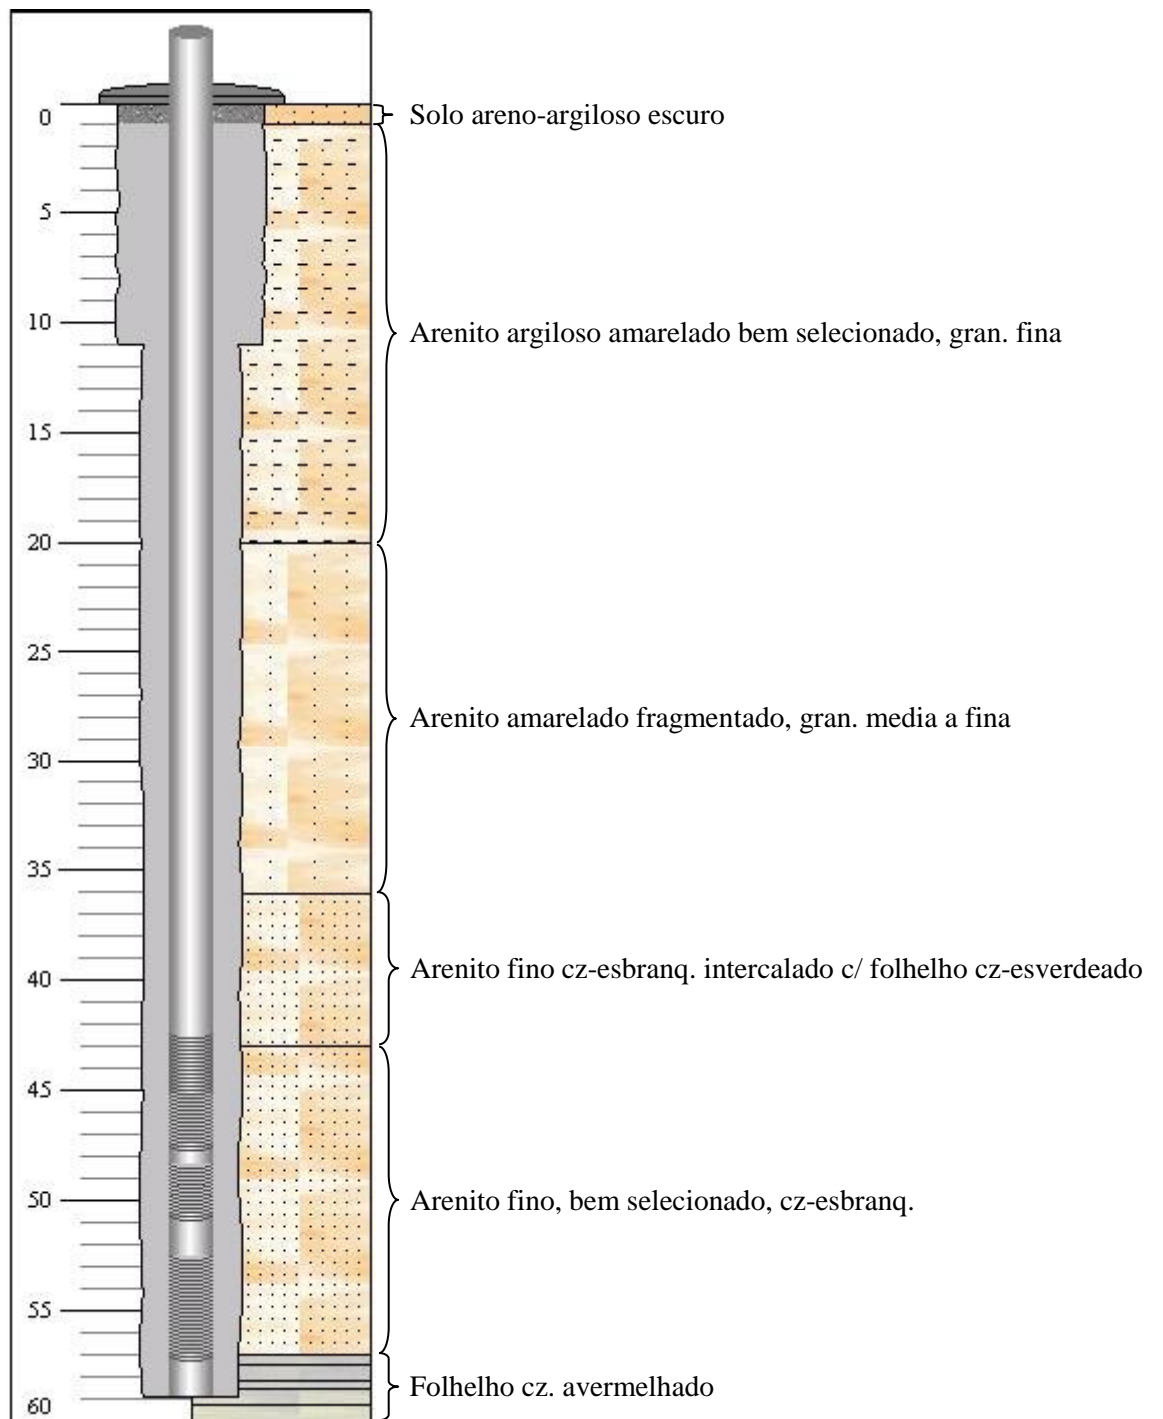 0
Solo areno-argiloso escuro
5
10
Arenito argiloso amarelado bem selecionado, gran. fina
15
20
25
Arenito amarelado fragmentado, gran. media a fina
30
35
Arenito fino cz-esbranq. intercalado c/ folhelho cz-esverdeado
40
45
50
Arenito fino, bem selecionado, cz-esbranq.
55
Folhelho cz. avermelhado
60